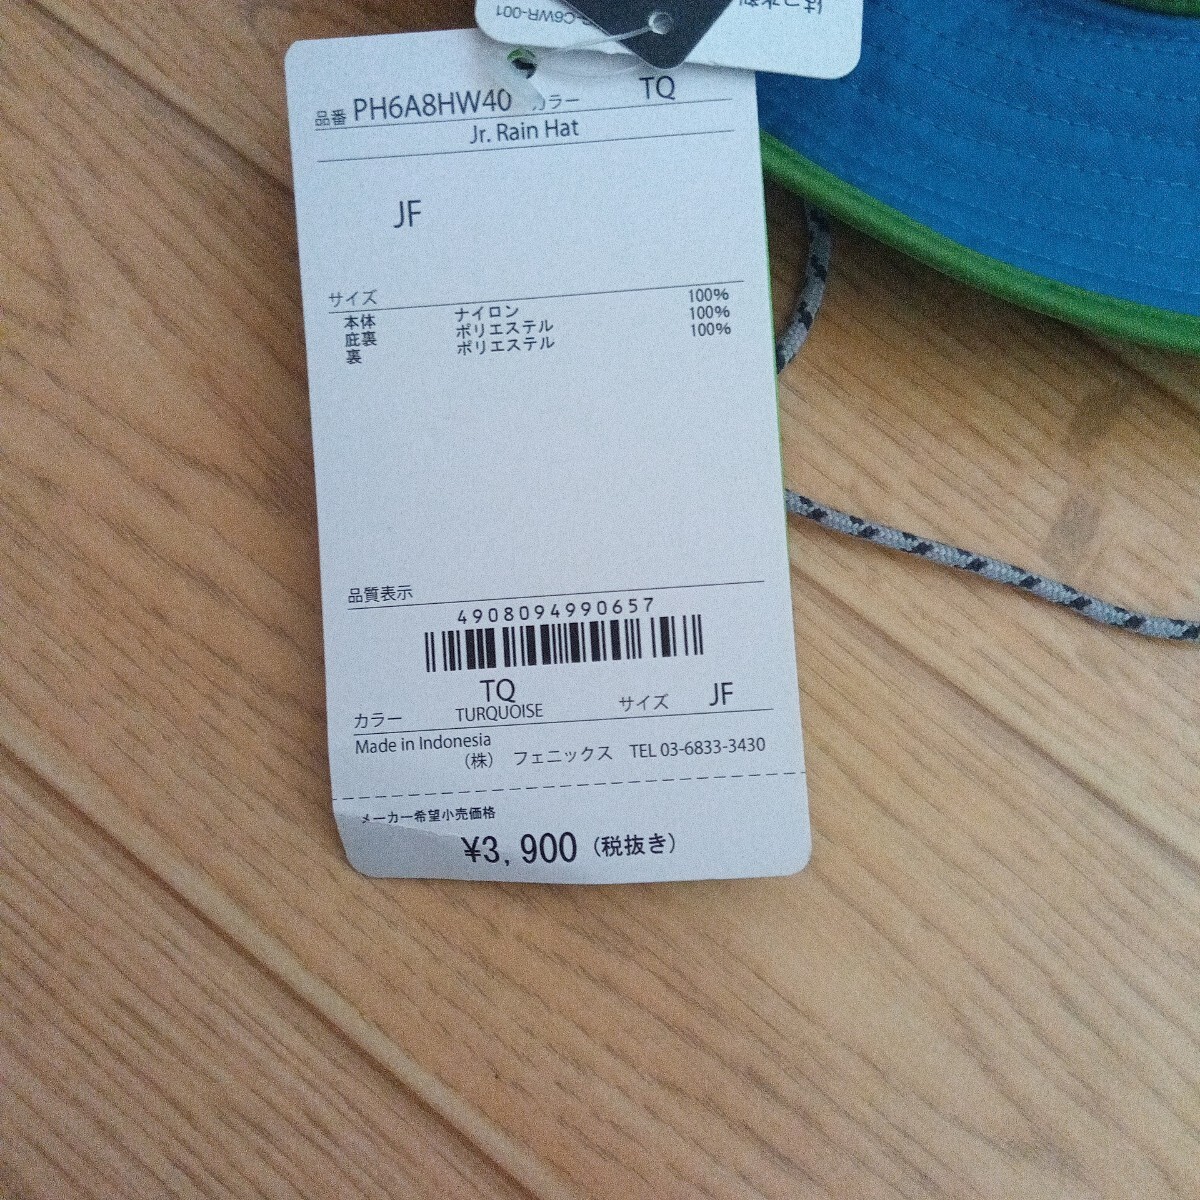 C6WR-001
品番 PH6A8HW40 カラー TQ
Jr. Rain Hat
JF
サイズ
本体 ナイロン 100%
庇裏 ポリエステル 100%
裏 ポリエステル 100%
品質表示
4908094990657
TQ
カラー TURQUOISE サイズ JF
Made in Indonesia
(株) フェニックス TEL 03-6833-3430
メーカー希望小売価格
¥3,900 (税抜き)